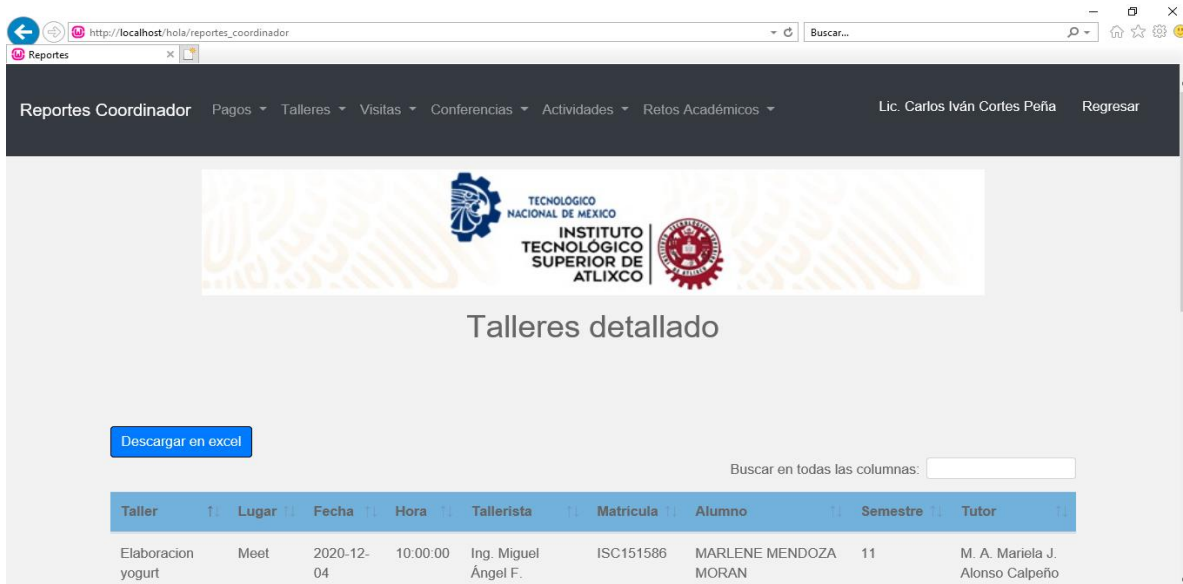 http://localhost/hola/reportes_coordinador
Buscar...
Reportes
Reportes Coordinador Pagos Talleres Visitas Conferencias Actividades Retos Académicos Lic. Carlos Iván Cortes Peña Regresar
TECNOLOGICO
NACIONAL DE MEXICO
INSTITUTO
TECNOLÓGICO
SUPERIOR DE
ATLIXCO
Talleres detallado
Descargar en excel
Buscar en todas las columnas:
Taller Lugar Fecha Hora Tallerista Matricula Alumno Semestre Tutor
Elaboracion Meet 2020-12- 10:00:00 Ing. Miguel ISC151586 MARLENE MENDOZA 11 M. A. Mariela J.
yogurt 04 Ángel F. MORAN Alonso Calpeño